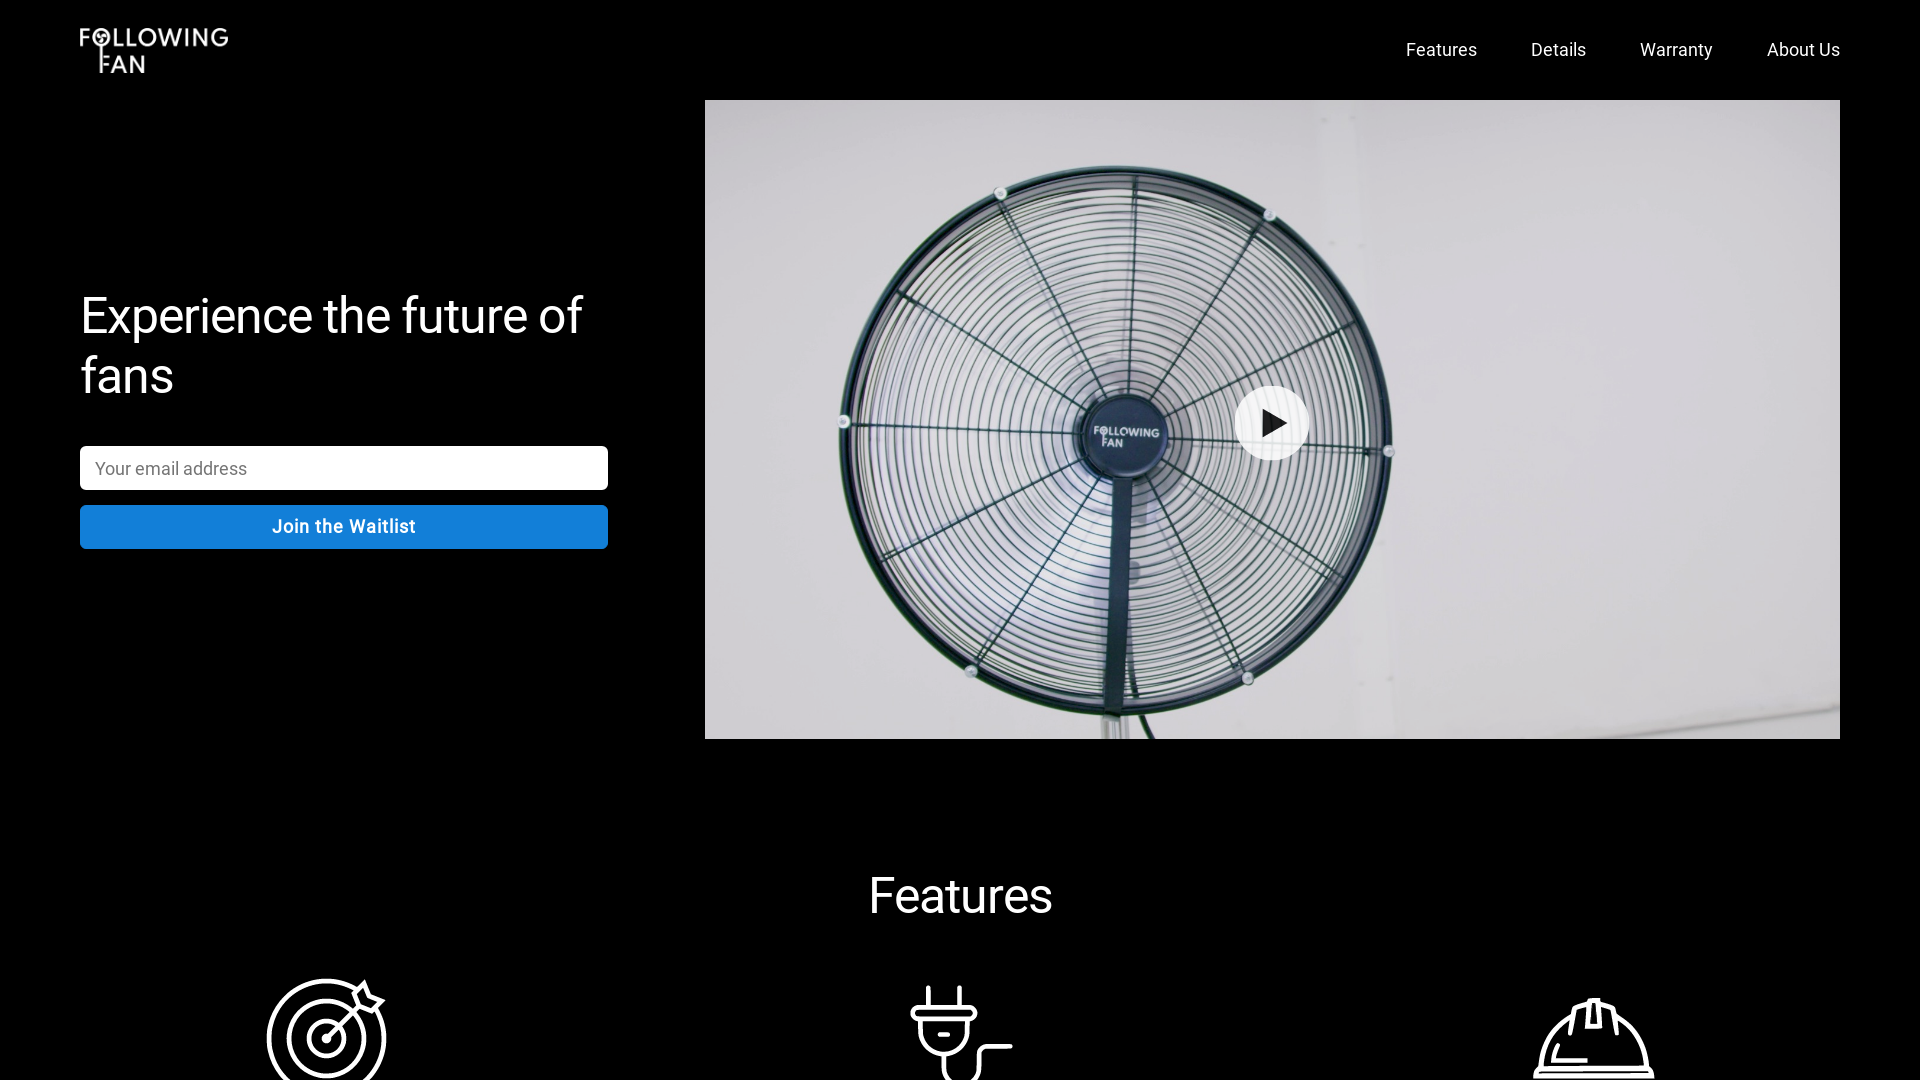 FOLLOWING
FAN
Features
Details
Warranty
About Us
Experience the future of
fans
Your email address
Join the Waitlist
FOLLOWING
FAN
Features